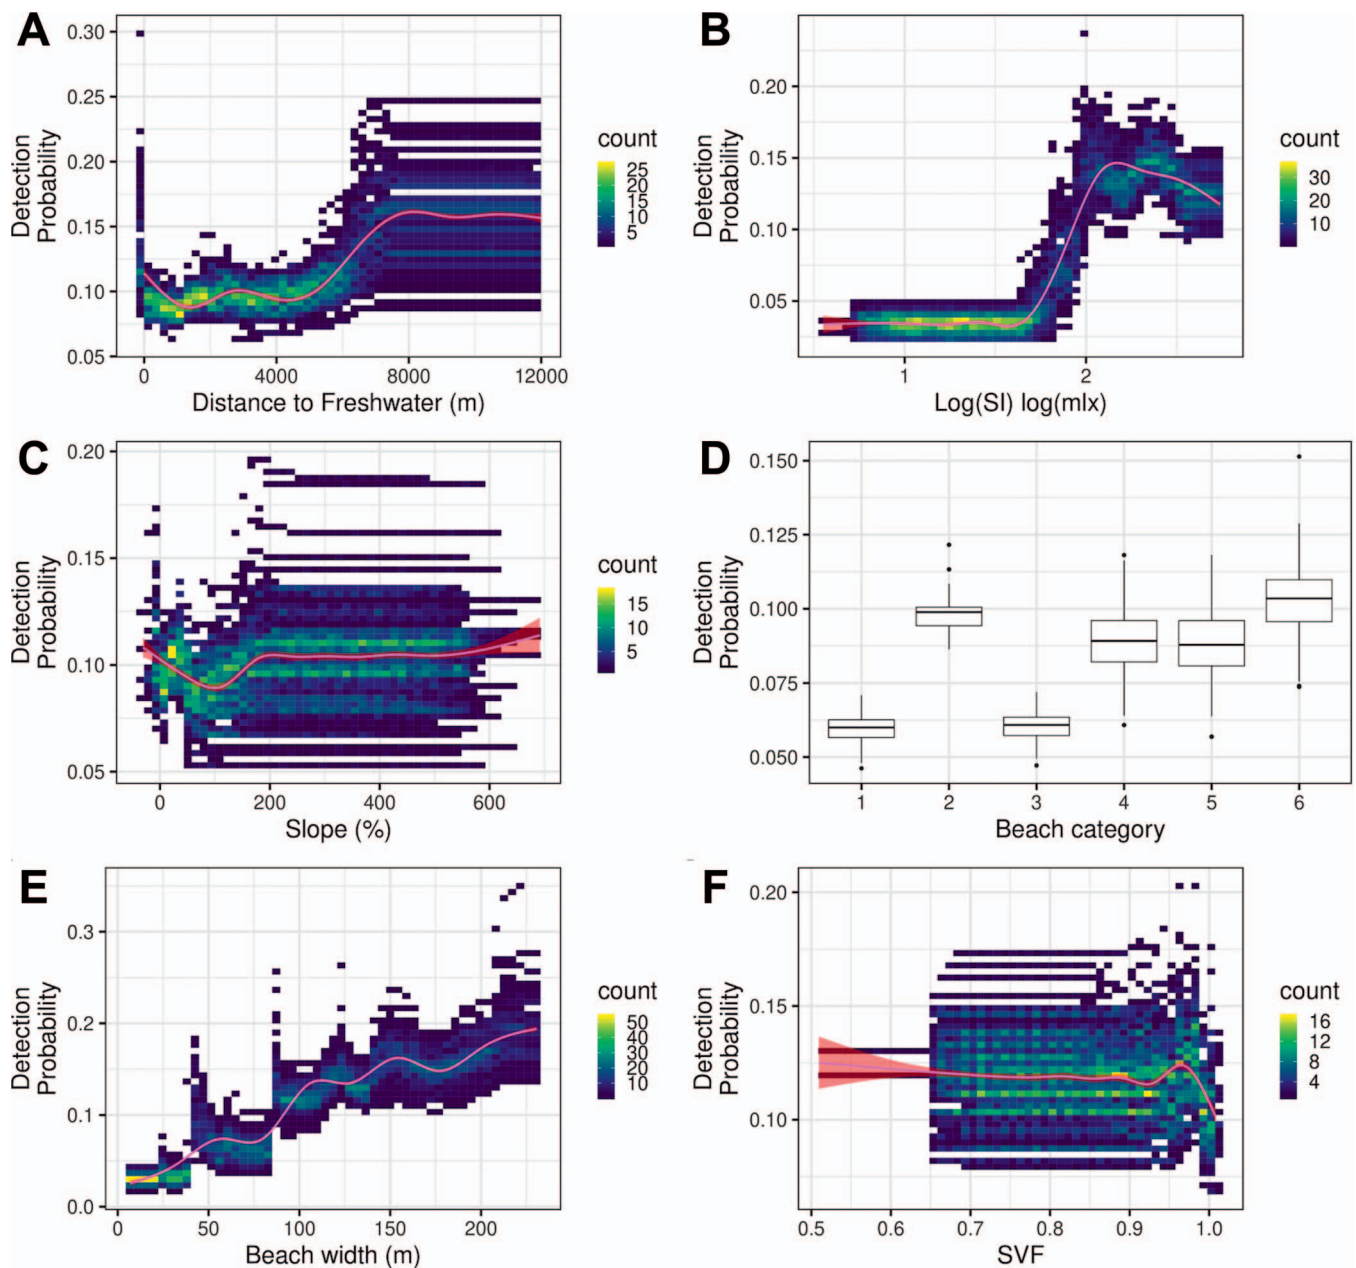 A
Detection
Probability
0.30
0.25
0.20
0.15
0.10
0.05
0
4000
8000
12000
Distance to Freshwater (m)
count
25
20
15
10
5
B
Detection
Probability
0.20
0.15
0.10
0.05
1
2
Log(SI) log(mlx)
count
30
20
10
C
Detection
Probability
0.20
0.15
0.10
0.05
0
200
400
600
Slope (%)
count
15
10
5
D
Detection
Probability
0.150
0.125
0.100
0.075
0.050
1
2
3
4
5
6
Beach category
E
Detection
Probability
0.3
0.2
0.1
0.0
0
50
100
150
200
Beach width (m)
count
50
40
30
20
10
F
Detection
Probability
0.20
0.15
0.10
0.5
0.6
0.7
0.8
0.9
1.0
SVF
count
16
12
8
4